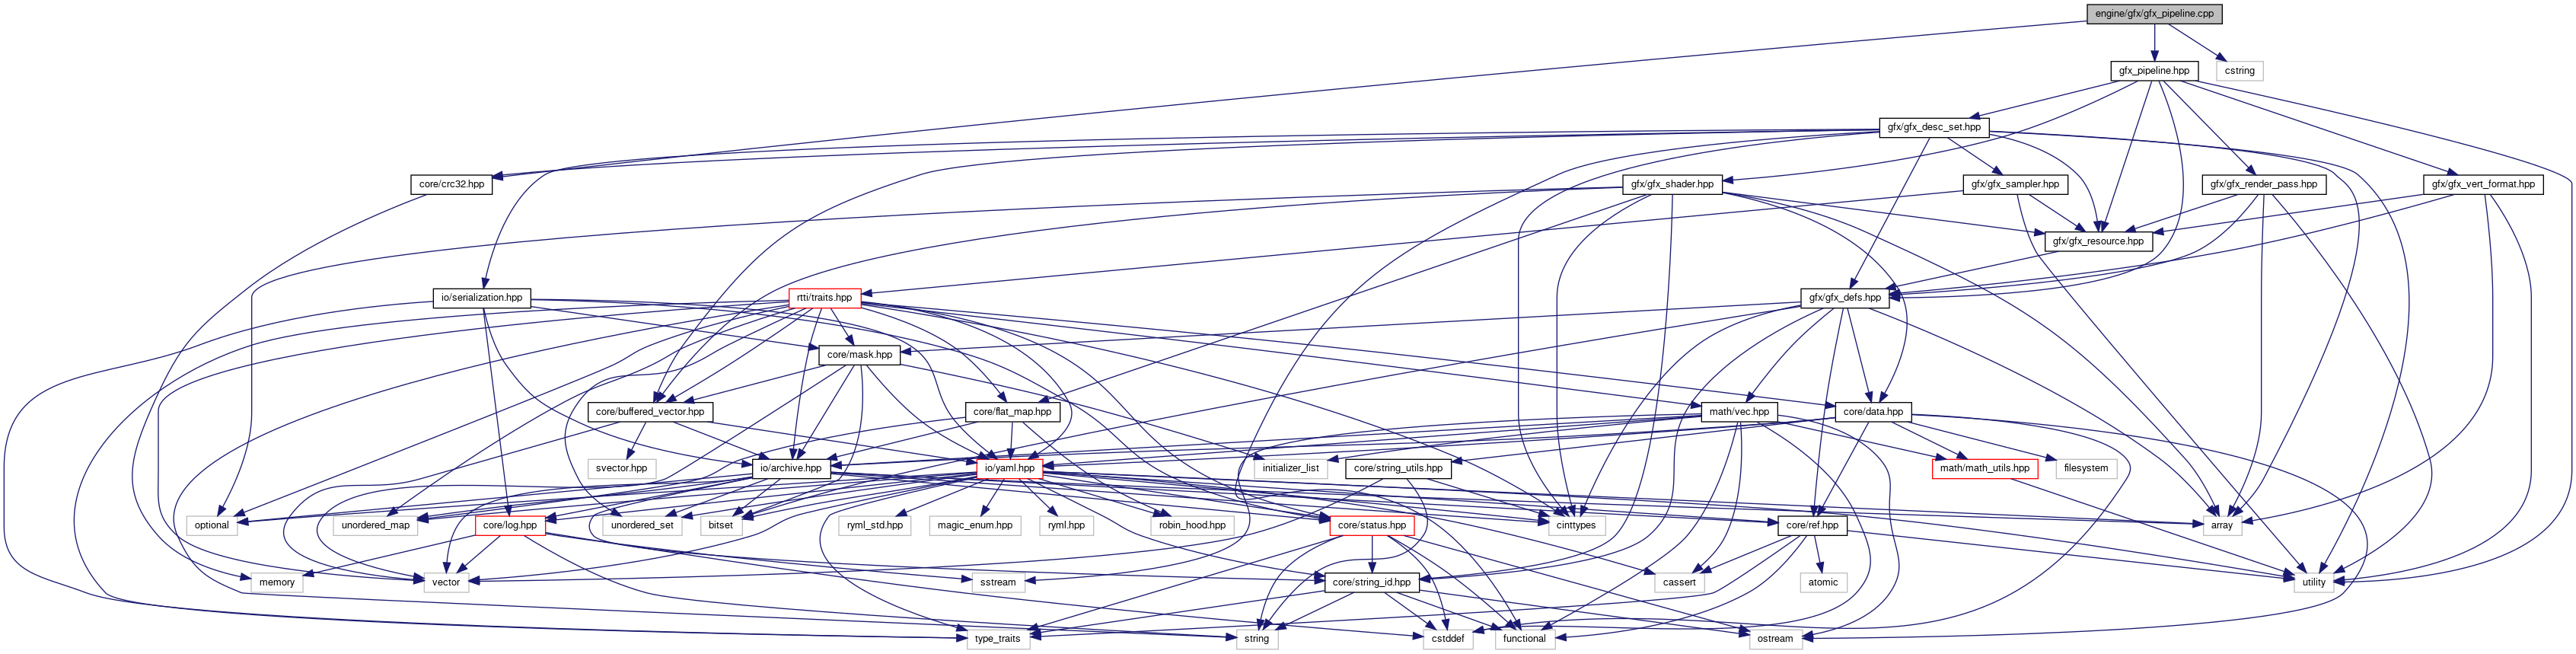 engine/gfx/gfx_pipeline.cpp
gfx_pipeline.hpp
cstring
gfx/gfx_desc_set.hpp
core/crc32.hpp
gfx/gfx_shader.hpp
gfx/gfx_sampler.hpp
gfx/gfx_render_pass.hpp
gfx/gfx_vert_format.hpp
gfx/gfx_resource.hpp
io/serialization.hpp
rtti/traits.hpp
gfx/gfx_defs.hpp
core/mask.hpp
core/buffered_vector.hpp
core/flat_map.hpp
math/vec.hpp
core/data.hpp
svector.hpp
io/archive.hpp
io/yaml.hpp
initializer_list
core/string_utils.hpp
math/math_utils.hpp
filesystem
optional
unordered_map
core/log.hpp
unordered_set
bitset
ryml_std.hpp
magic_enum.hpp
ryml.hpp
robin_hood.hpp
core/status.hpp
cinttypes
core/ref.hpp
array
memory
vector
sstream
core/string_id.hpp
cassert
atomic
utility
type_traits
string
cstddef
functional
ostream